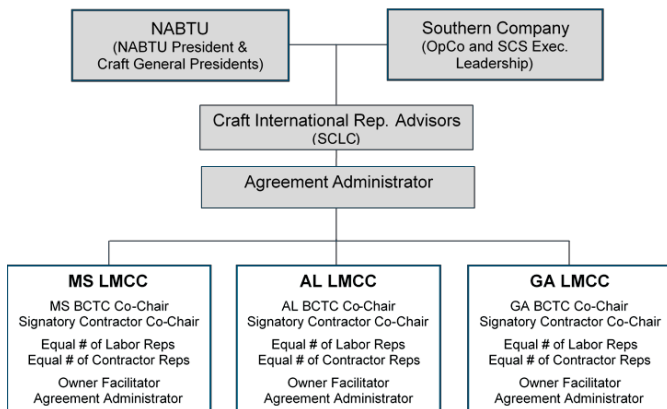 NABTU
(NABTU President &
Craft General Presidents)
Southern Company
(OpCo and SCS Exec.
Leadership)
Craft International Rep. Advisors
(SCLC)
Agreement Administrator
MS LMCC
MS BCTC Co-Chair
Signatory Contractor Co-Chair
Equal # of Labor Reps
Equal # of Contractor Reps
Owner Facilitator
Agreement Administrator
AL LMCC
AL BCTC Co-Chair
Signatory Contractor Co-Chair
Equal # of Labor Reps
Equal # of Contractor Reps
Owner Facilitator
Agreement Administrator
GA LMCC
GA BCTC Co-Chair
Signatory Contractor Co-Chair
Equal # of Labor Reps
Equal # of Contractor Reps
Owner Facilitator
Agreement Administrator